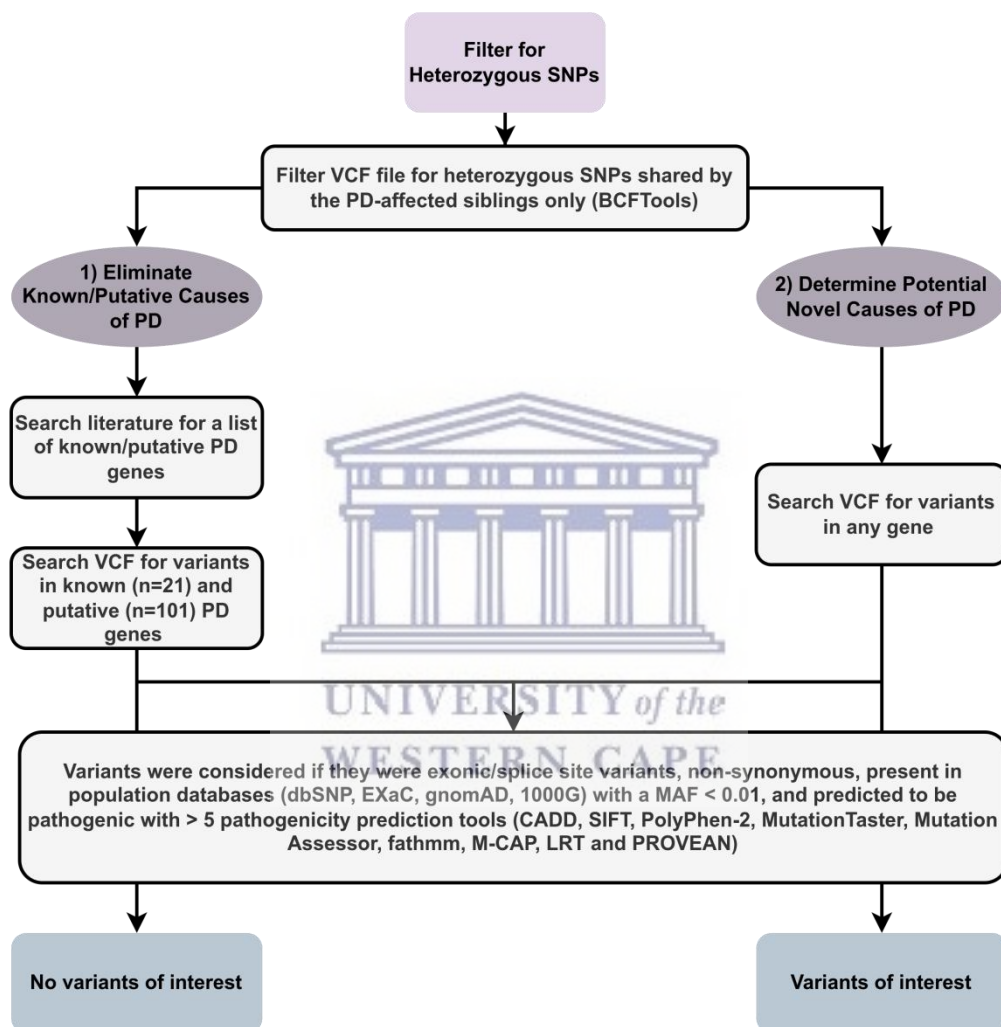 Filter for
Heterozygous SNPs
Filter VCF file for heterozygous SNPs shared by
the PD-affected siblings only (BCFTools)
1) Eliminate
Known/Putative Causes
of PD
2) Determine Potential
Novel Causes of PD
Search literature for a list
of known/putative PD
genes
Search VCF for variants
in any gene
Search VCF for variants
in known (n=21) and
putative (n=101) PD
genes
UNIVERSITY of the
WESTERN CAPE
Variants were considered if they were exonic/splice site variants, non-synonymous, present in
population databases (dbSNP, EXaC, gnomAD, 1000G) with a MAF < 0.01, and predicted to be
pathogenic with > 5 pathogenicity prediction tools (CADD, SIFT, PolyPhen-2, MutationTaster, Mutation
Assessor, fathmm, M-CAP, LRT and PROVEAN)
No variants of interest
Variants of interest